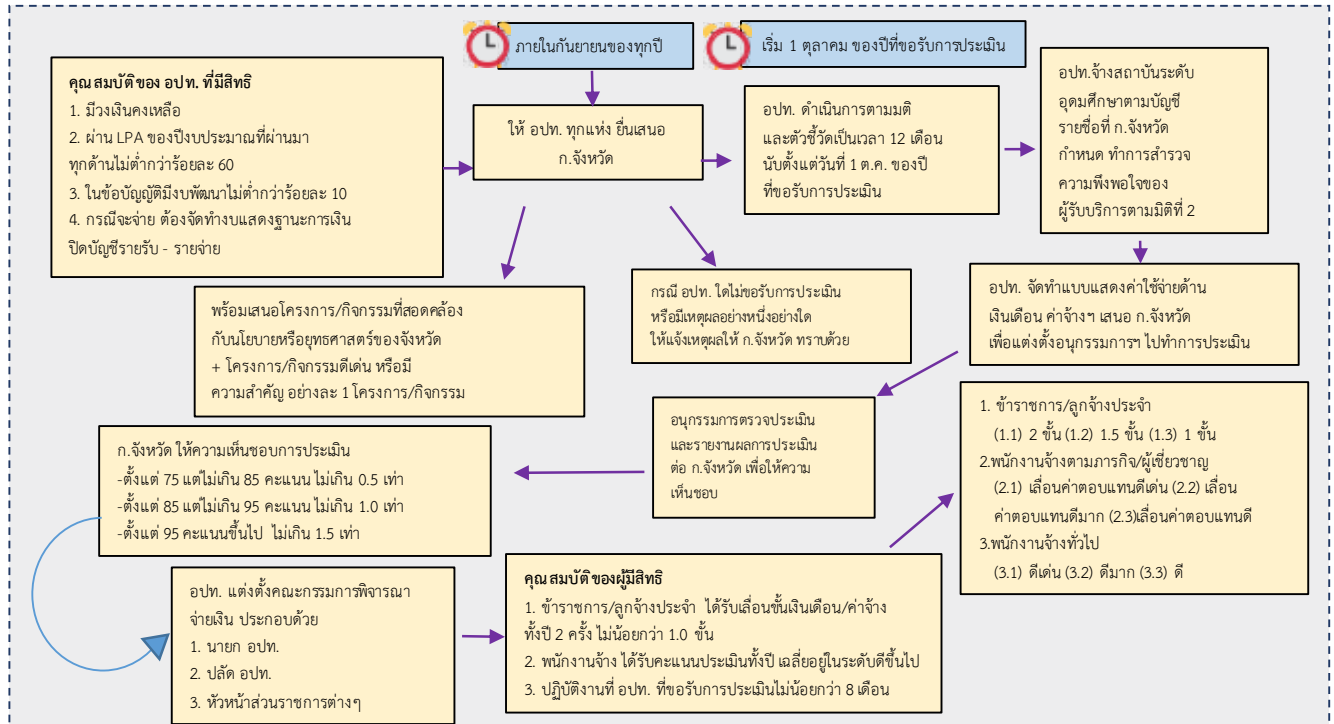 ภายในกันยายนของทุกปี
เริ่ม 1 ตุลาคม ของปีที่ขอรับการประเมิน
คุณสมบัติของ อปท. ที่มีสิทธิ
1. มีวงเงินคงเหลือ
2. ผ่าน LPA ของปีงบประมาณที่ผ่านมา
ทุกด้านไม่ต่ำกว่าร้อยละ 60
3. ในข้อบัญญัติมีงบพัฒนาไม่ต่ำกว่าร้อยละ 10
4. กรณีจะจ่าย ต้องจัดทำงบแสดงฐานะการเงิน
ปิดบัญชีรายรับ - รายจ่าย
ให้ อปท. ทุกแห่ง ยื่นเสนอ
ก.จังหวัด
อปท. ดำเนินการตามมติ
และตัวชี้วัดเป็นเวลา 12 เดือน
นับตั้งแต่วันที่ 1 ต.ค. ของปี
ที่ขอรับการประเมิน
อปท.จ้างสถาบันระดับ
อุดมศึกษาตามบัญชี
รายชื่อที่ ก.จังหวัด
กำหนด ทำการสำรวจ
ความพึงพอใจของ
ผู้รับบริการตามมิติที่ 2
พร้อมเสนอโครงการ/กิจกรรมที่สอดคล้อง
กับนโยบายหรือยุทธศาสตร์ของจังหวัด
+ โครงการ/กิจกรรมดีเด่น หรือมี
ความสำคัญ อย่างละ 1 โครงการ/กิจกรรม
กรณี อปท. ใดไม่ขอรับการประเมิน
หรือมีเหตุผลอย่างหนึ่งอย่างใด
ให้แจ้งเหตุผลให้ ก.จังหวัด ทราบด้วย
อปท. จัดทำแบบแสดงค่าใช้จ่ายด้าน
เงินเดือน ค่าจ้างฯ เสนอ ก.จังหวัด
เพื่อแต่งตั้งอนุกรรมการฯ ไปทำการประเมิน
อนุกรรมการตรวจประเมิน
และรายงานผลการประเมิน
ต่อ ก.จังหวัด เพื่อให้ความ
เห็นชอบ
ก.จังหวัด ให้ความเห็นชอบการประเมิน
-ตั้งแต่ 75 แต่ไม่เกิน 85 คะแนน ไม่เกิน 0.5 เท่า
-ตั้งแต่ 85 แต่ไม่เกิน 95 คะแนน ไม่เกิน 1.0 เท่า
-ตั้งแต่ 95 คะแนนขึ้นไป ไม่เกิน 1.5 เท่า
อปท. แต่งตั้งคณะกรรมการพิจารณา
จ่ายเงิน ประกอบด้วย
1. นายก อปท.
2. ปลัด อปท.
3. หัวหน้าส่วนราชการต่างๆ
คุณสมบัติของผู้มีสิทธิ
1. ข้าราชการ/ลูกจ้างประจำ ได้รับเลื่อนขั้นเงินเดือน/ค่าจ้าง
ทั้งปี 2 ครั้ง ไม่น้อยกว่า 1.0 ขั้น
2. พนักงานจ้าง ได้รับคะแนนประเมินทั้งปี เฉลี่ยอยู่ในระดับดีขึ้นไป
3. ปฏิบัติงานที่ อปท. ที่ขอรับการประเมินไม่น้อยกว่า 8 เดือน
1. ข้าราชการ/ลูกจ้างประจำ
(1.1) 2 ขั้น (1.2) 1.5 ขั้น (1.3) 1 ขั้น
2.พนักงานจ้างตามภารกิจ/ผู้เชี่ยวชาญ
(2.1) เลื่อนค่าตอบแทนดีเด่น (2.2) เลื่อน
ค่าตอบแทนดีมาก (2.3)เลื่อนค่าตอบแทนดี
3.พนักงานจ้างทั่วไป
(3.1) ดีเด่น (3.2) ดีมาก (3.3) ดี